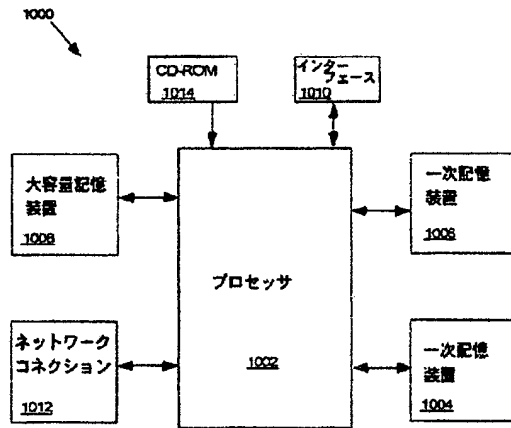 1000
CD-ROM
1014
インター
フェース
1010
大容量記憶
装置
1008
一次記憶
装置
1006
プロセッサ
1002
ネットワーク
コネクション
1012
一次記憶
装置
1004